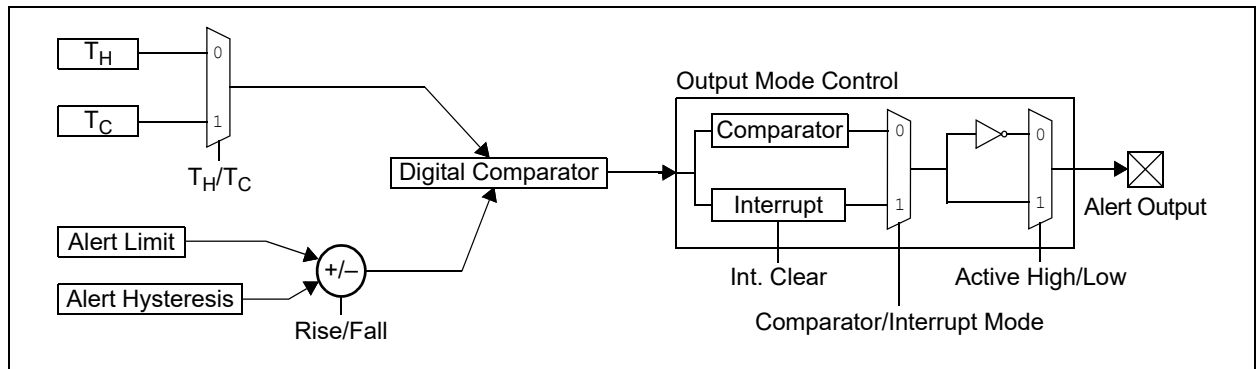 T_H
0
T_C
1
T_H/T_C
Alert Limit
Alert Hysteresis
+/–
Rise/Fall
Digital Comparator
Output Mode Control
Comparator
0
Interrupt
1
Int. Clear
Comparator/Interrupt Mode
0
1
Active High/Low
Alert Output